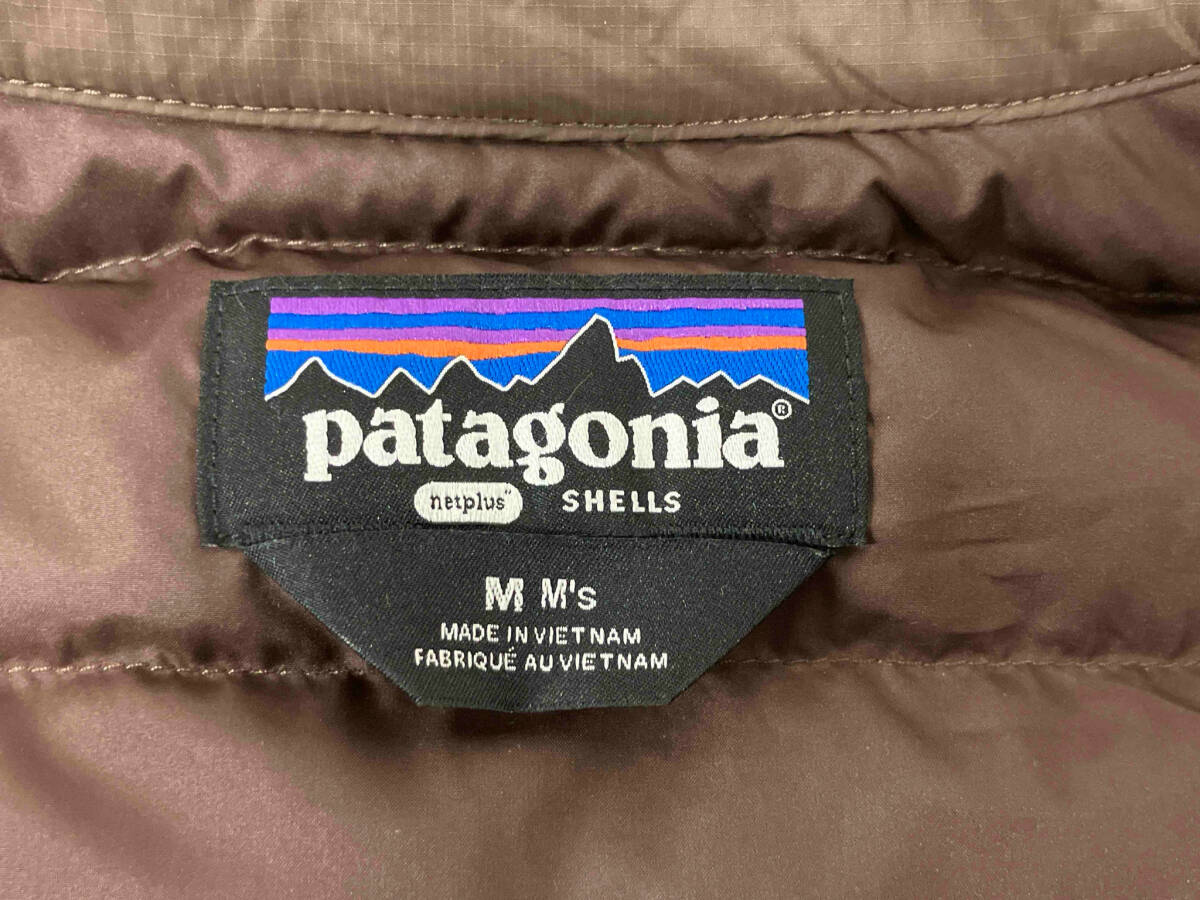 patagonia®
netplus™ SHELLS
M M's
MADE IN VIETNAM
FABRIQUÉ AU VIETNAM